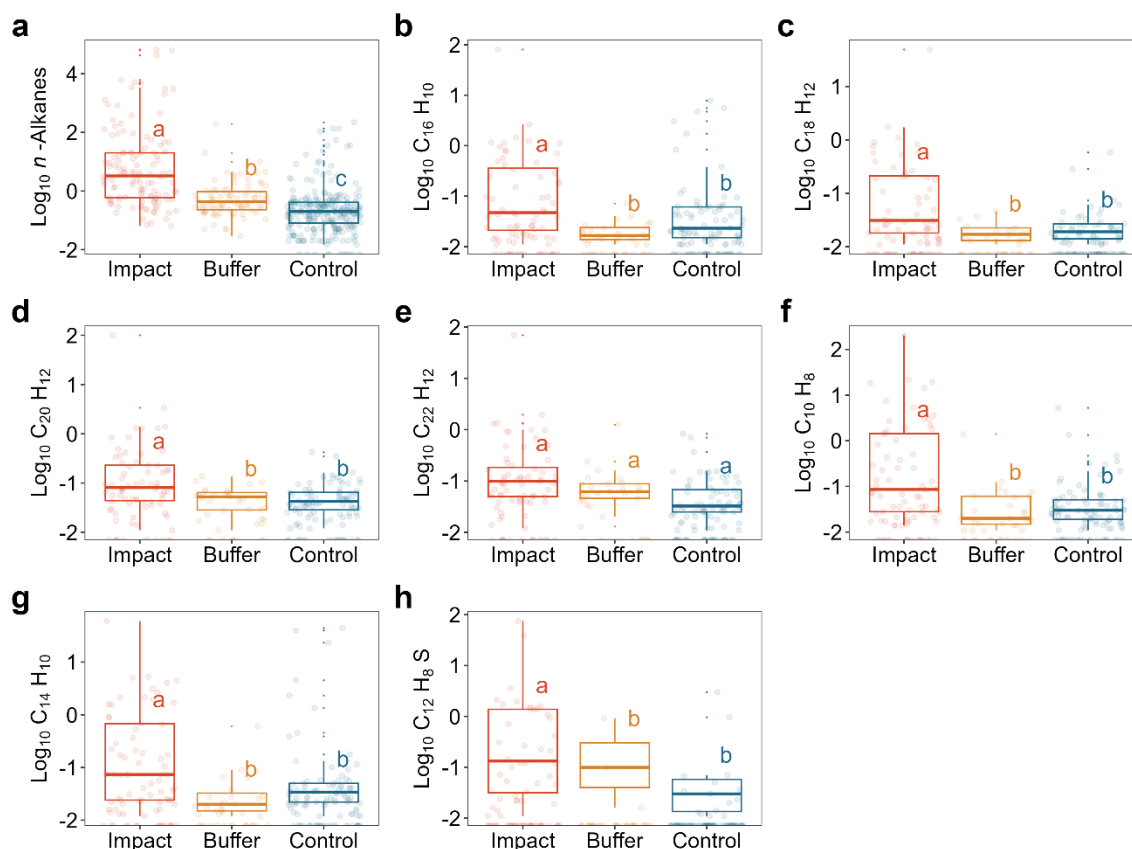 a
Log10 n -Alkanes
4
2
0
-2
a
b
c
Impact Buffer Control
b
Log10 C16 H10
2
1
0
-1
-2
a
b
b
Impact Buffer Control
c
Log10 C18 H12
1
0
-1
-2
a
b
b
Impact Buffer Control
d
Log10 C20 H12
2
1
0
-1
-2
a
b
b
Impact Buffer Control
e
Log10 C22 H12
2
1
0
-1
-2
a
a
a
Impact Buffer Control
f
Log10 C10 H8
2
1
0
-1
-2
a
b
b
Impact Buffer Control
g
Log10 C14 H10
1
0
-1
-2
a
b
b
Impact Buffer Control
h
Log10 C12 H8 S
2
1
0
-1
-2
a
b
b
Impact Buffer Control